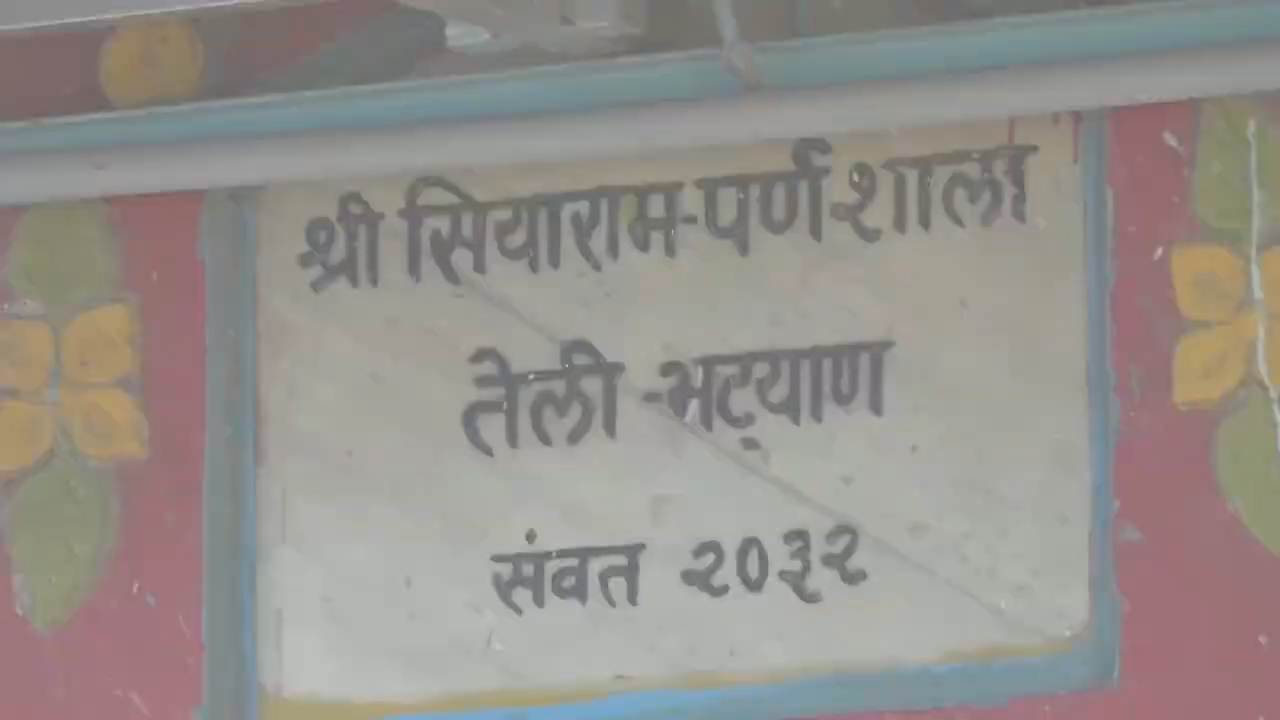 श्री सियाराम-पर्णशाला
तेली -भट्याण
संवत २०३२